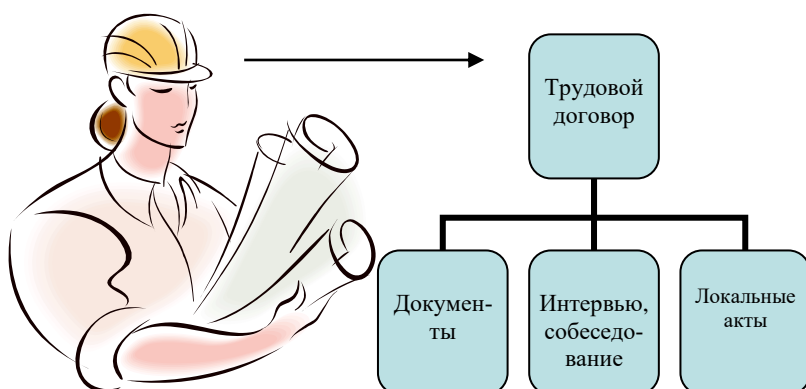 Трудовой
договор
Докумен-
ты
Интервью,
собеседо-
вание
Локальные
акты